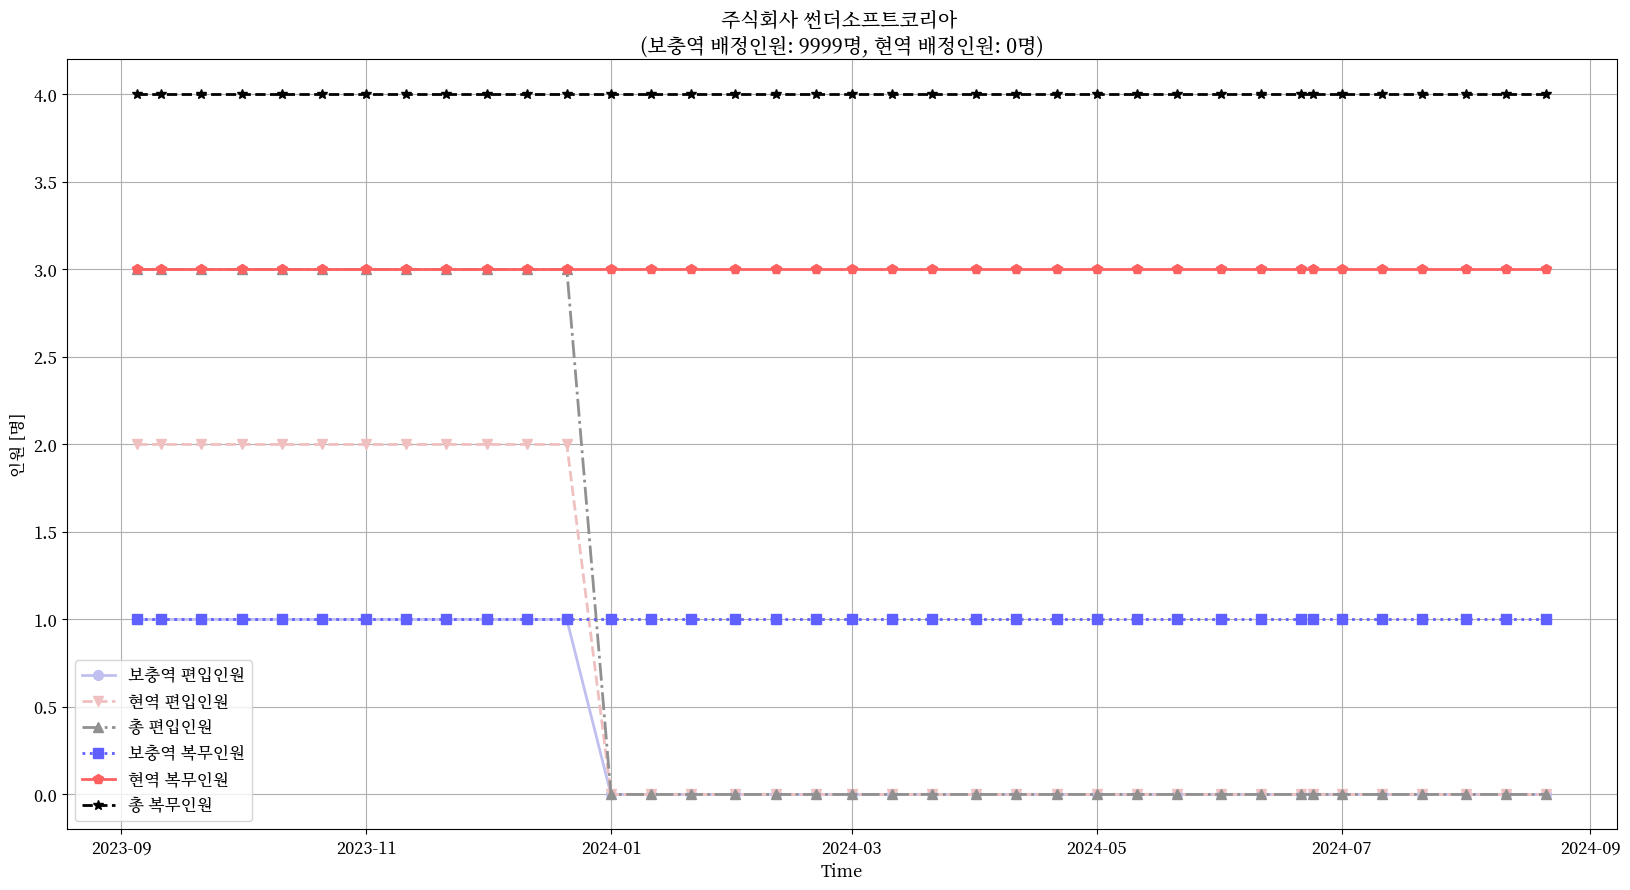 주식회사 썬더소프트코리아
(보충역 배정인원: 9999명, 현역 배정인원: 0명)
인원 [명]
4.0
3.5
3.0
2.5
2.0
1.5
1.0
0.5
0.0
보충역 편입인원
현역 편입인원
총 편입인원
보충역 복무인원
현역 복무인원
총 복무인원
2023-09 2023-11 2024-01 2024-03 2024-05 2024-07 2024-09
Time